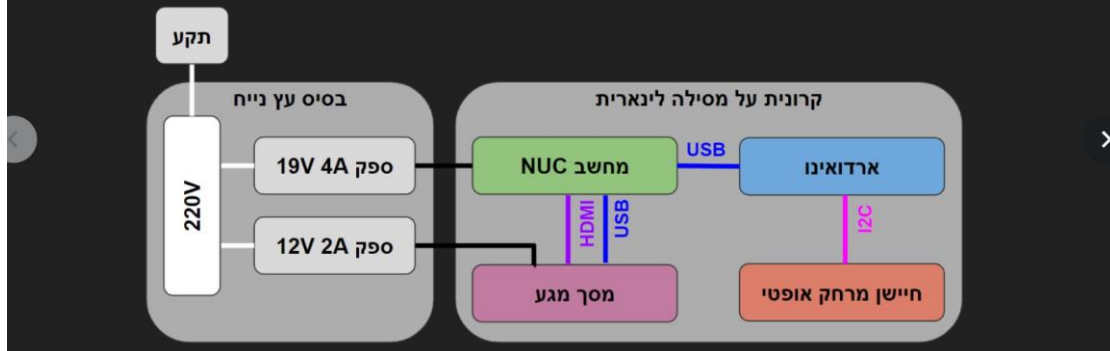 תקע
בסיס עץ נייח
קרונית על מסילה לינארית
220V
ספק 19V 4A
ספק 12V 2A
מחשב NUC
USB
ארדואינו
HDMI
USB
I2C
מסך מגע
חיישן מרחק אופטי